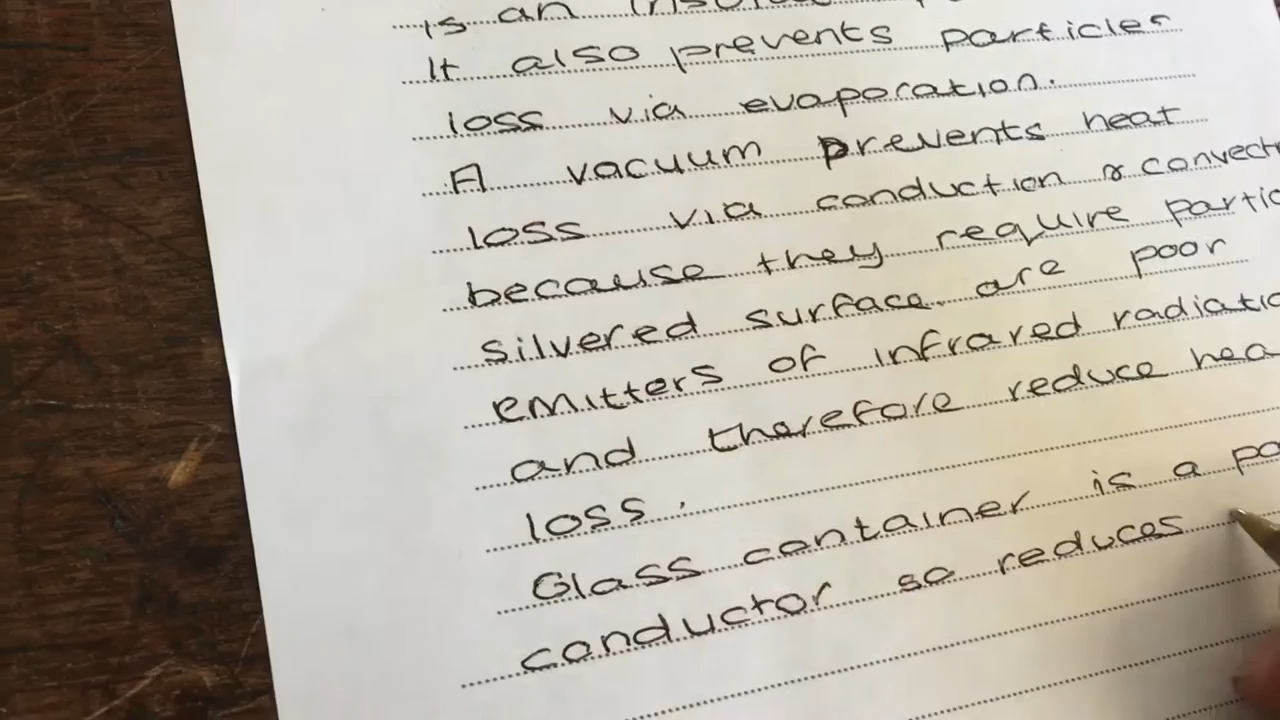 is an
It also prevents particles
loss via evaporation.
A vacuum prevents heat
loss via conduction & convect
because they require partic
silvered surface are poor
emitters of infrared radiatio
and therefore reduce hea
loss.
Glass container is a po
conductor so reduces